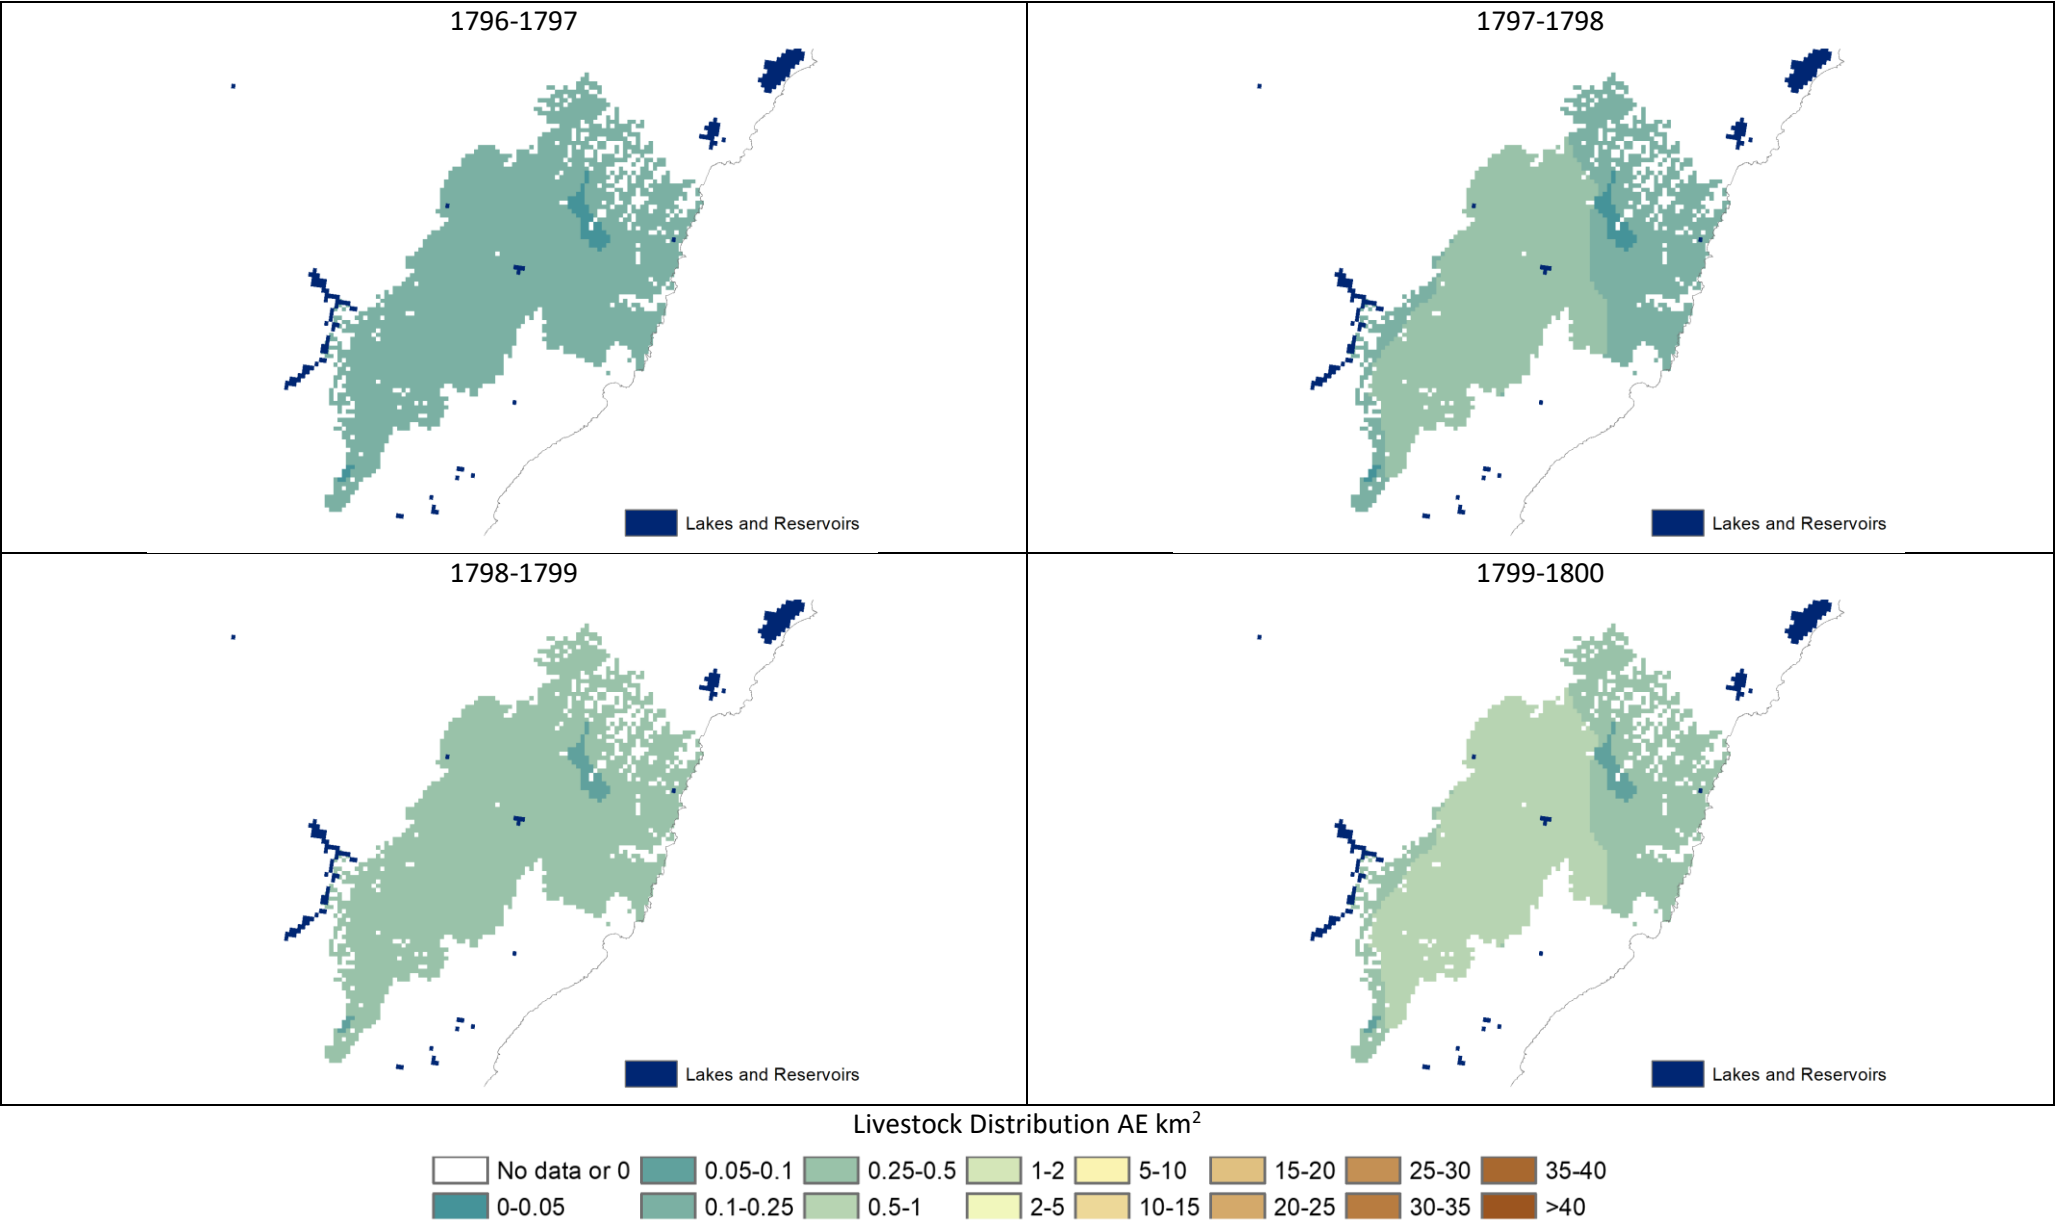 1796-1797
1797-1798
Lakes and Reservoirs
Lakes and Reservoirs
1798-1799
1799-1800
Lakes and Reservoirs
Lakes and Reservoirs
Livestock Distribution AE km²
No data or 0 0.05-0.1 0.25-0.5 1-2 5-10 15-20 25-30 35-40
0-0.05 0.1-0.25 0.5-1 2-5 10-15 20-25 30-35 >40